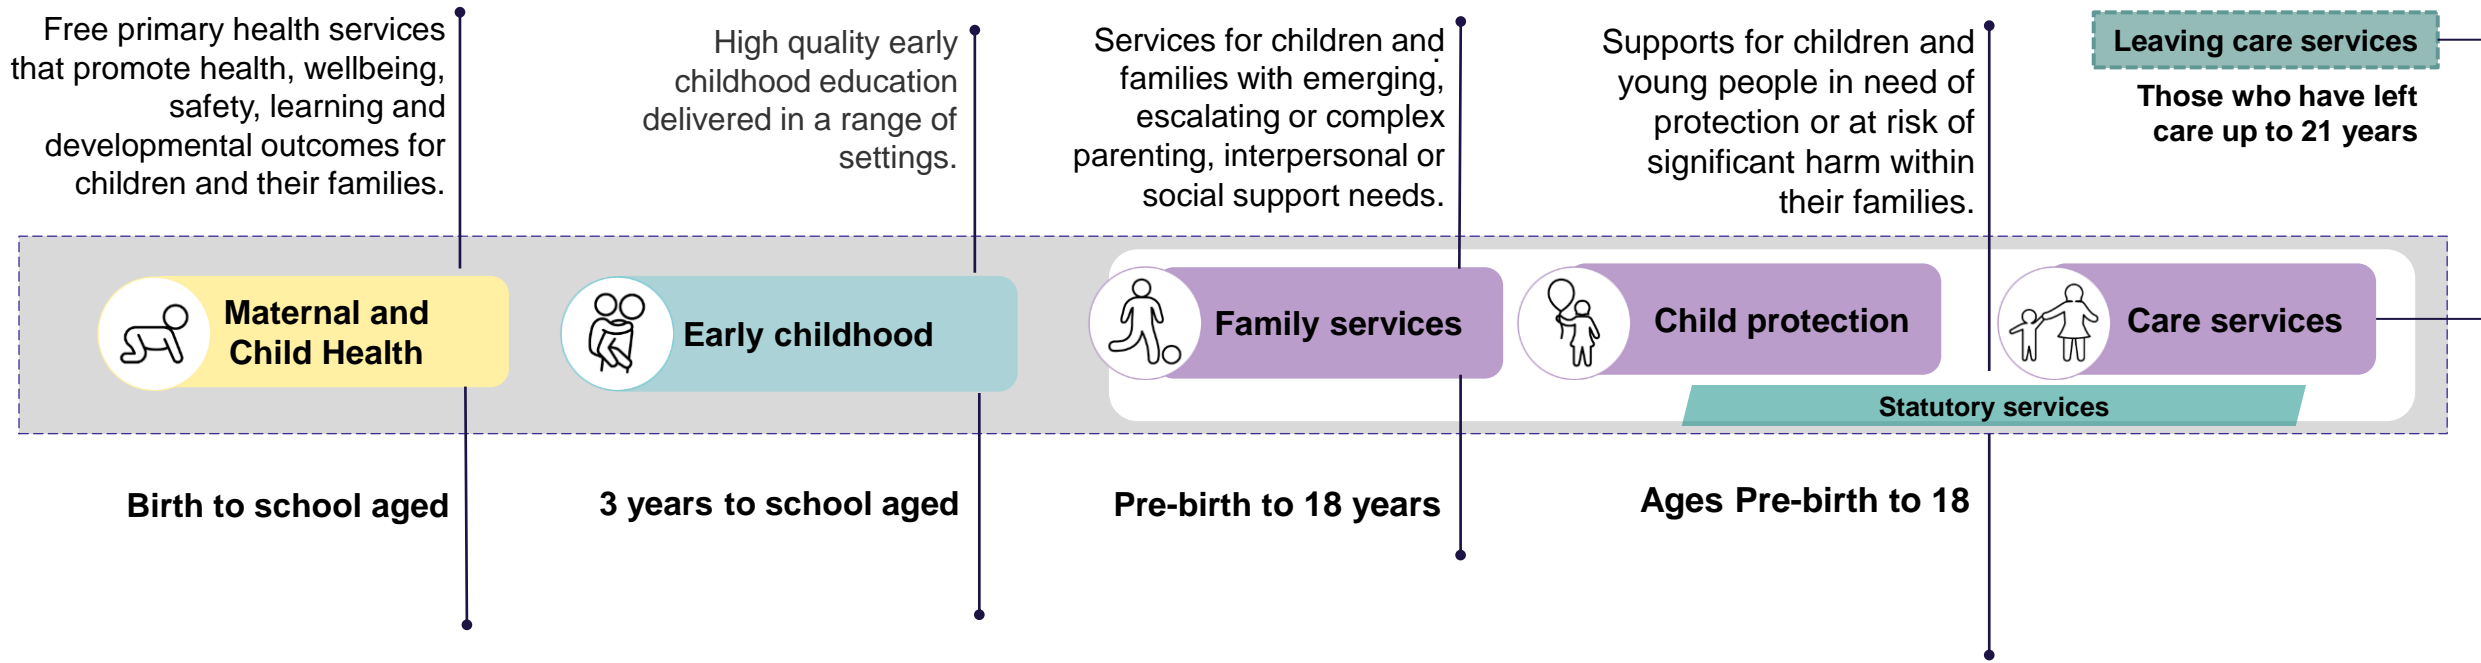 Free primary health services
that promote health, wellbeing,
safety, learning and
developmental outcomes for
children and their families.
High quality early
childhood education
delivered in a range of
settings.
Services for children and
families with emerging,
escalating or complex
parenting, interpersonal or
social support needs.
Supports for children and
young people in need of
protection or at risk of
significant harm within
their families.
Leaving care services
Those who have left
care up to 21 years
Maternal and
Child Health
Early childhood
Family services
Child protection
Care services
Statutory services
Birth to school aged
3 years to school aged
Pre-birth to 18 years
Ages Pre-birth to 18